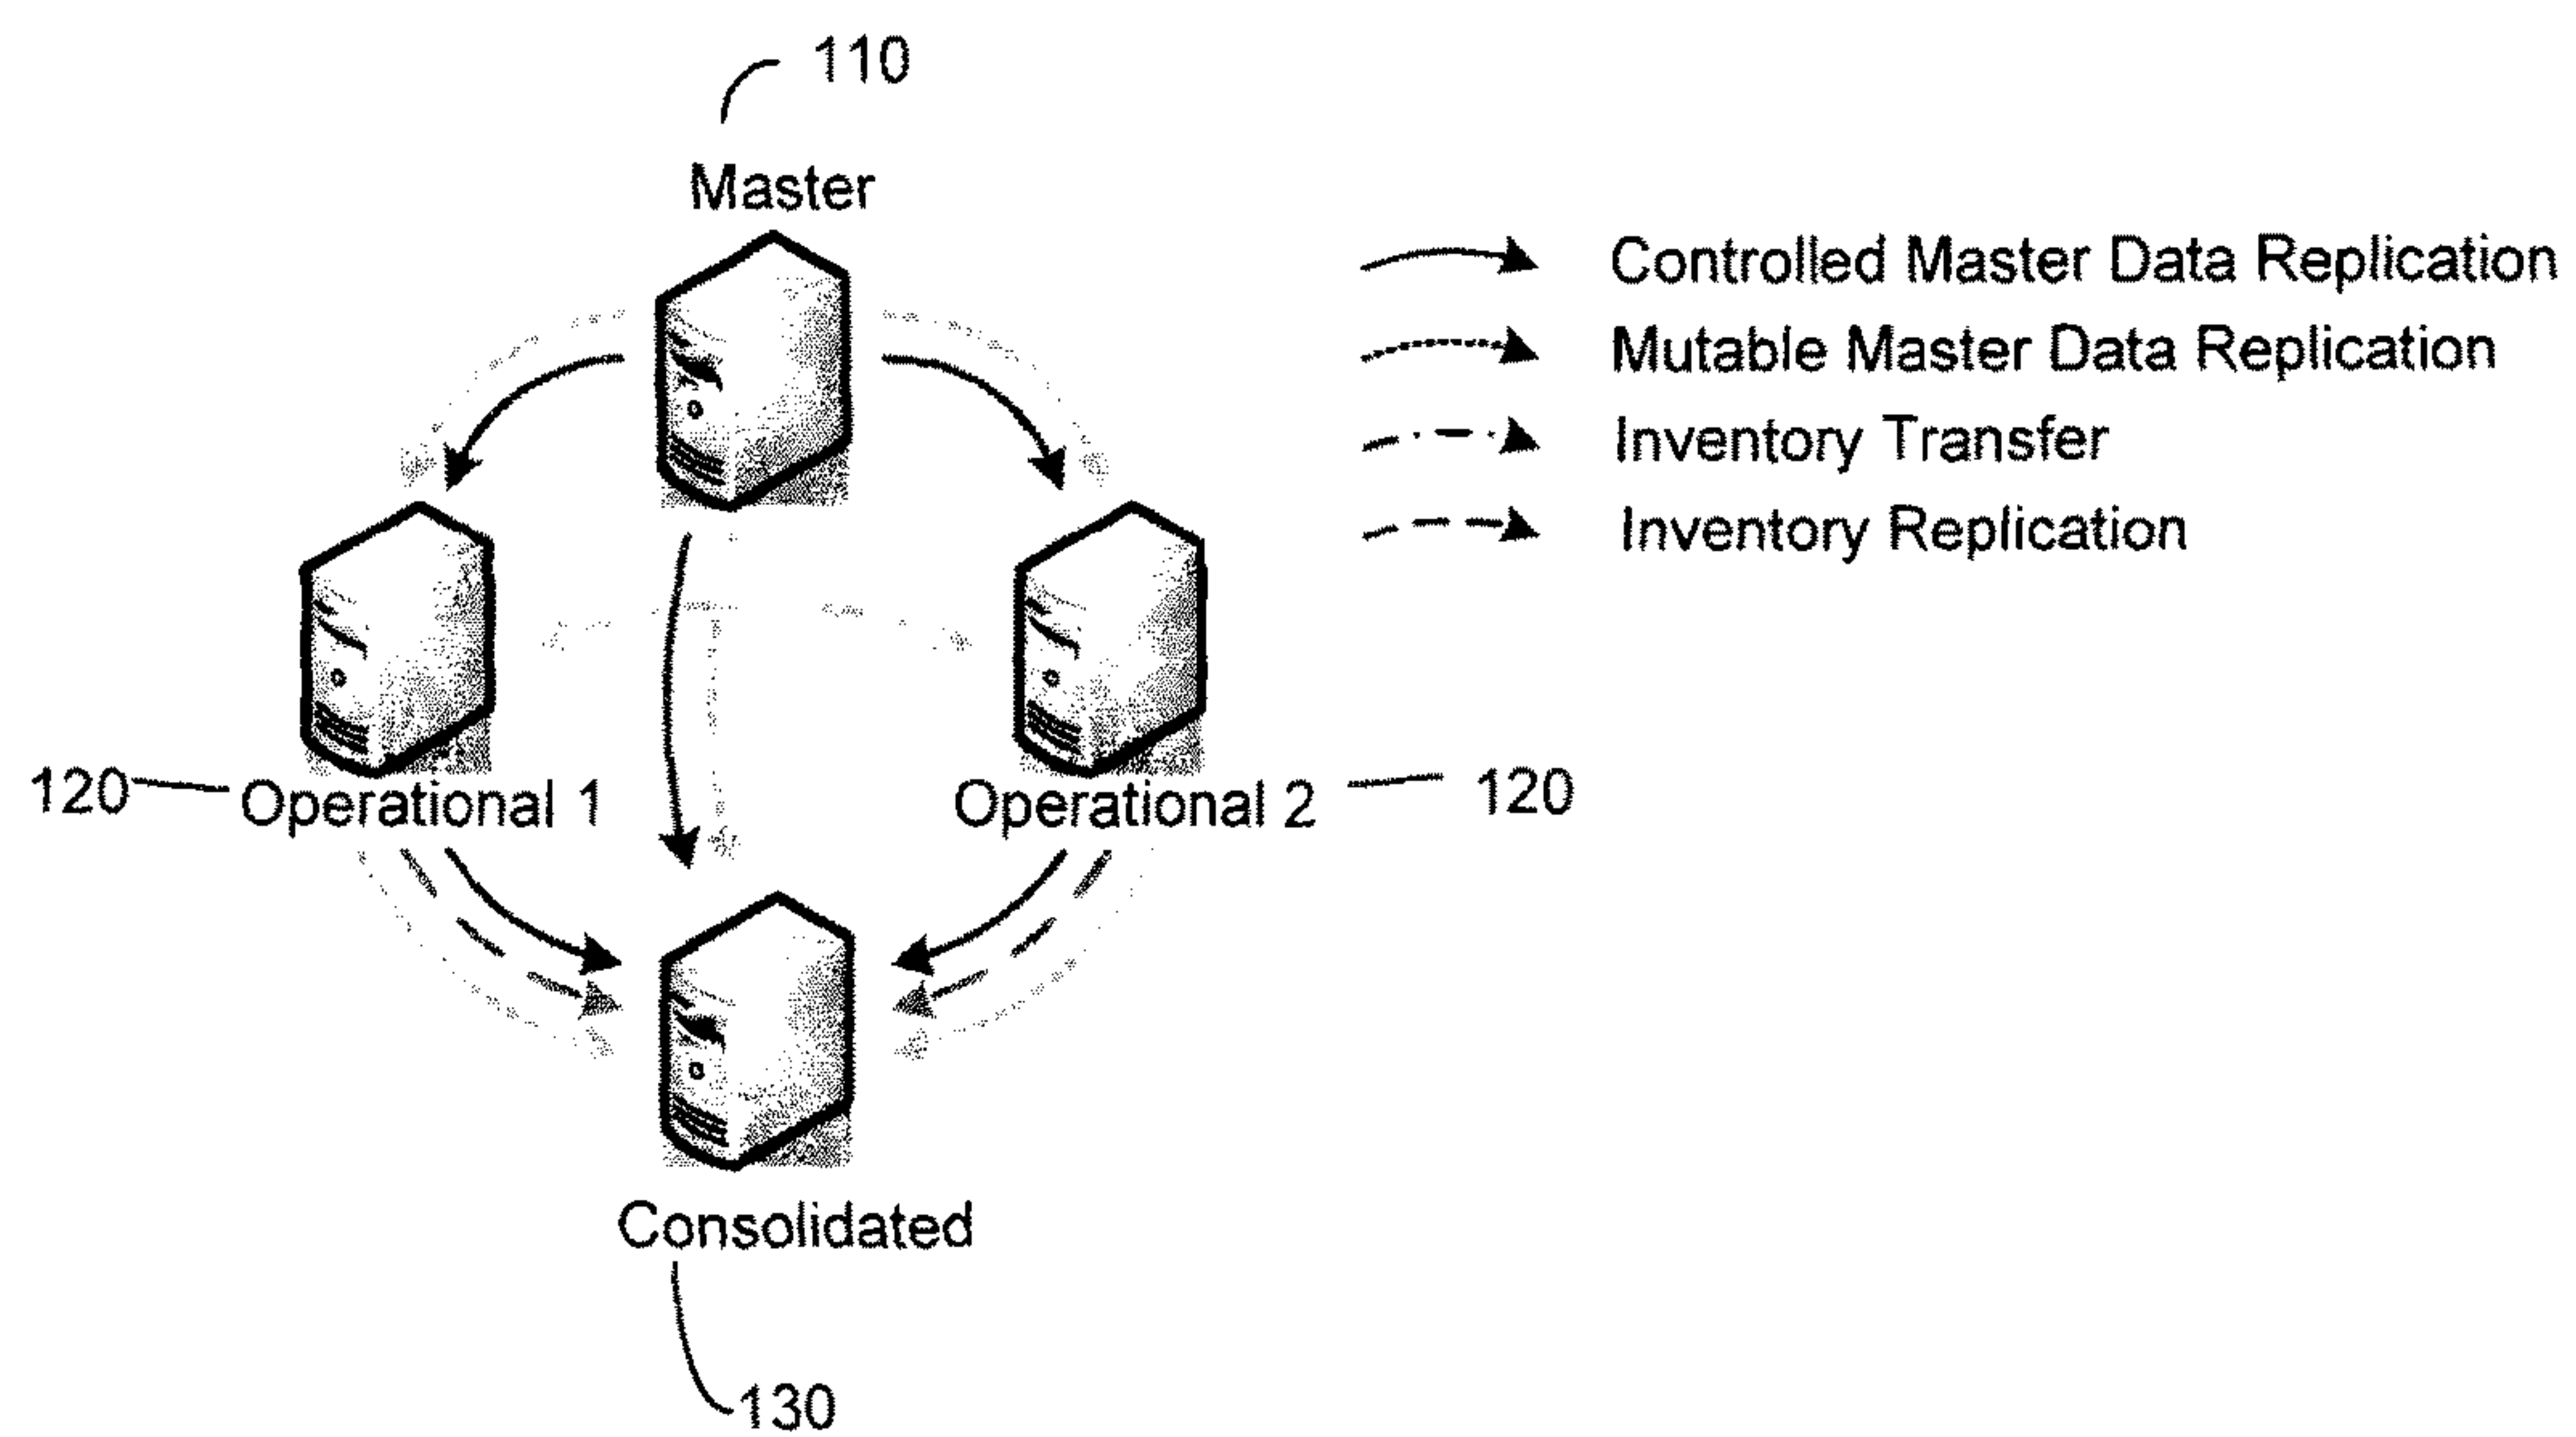 110
Master
Controlled Master Data Replication
Mutable Master Data Replication
Inventory Transfer
Inventory Replication
120
Operational 1
Operational 2
120
Consolidated
130